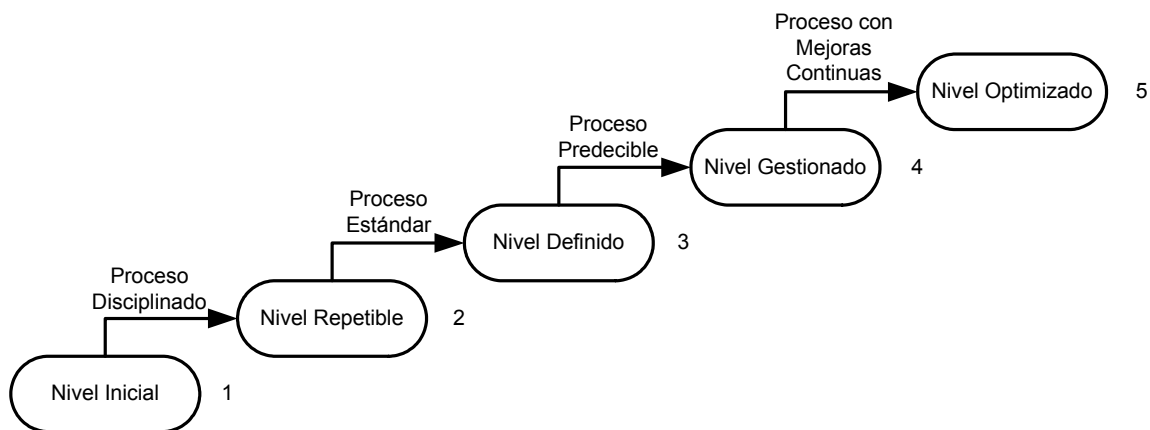 Proceso con
Mejoras
Continuas
Nivel Optimizado 5
Proceso
Predecible
Nivel Gestionado 4
Proceso
Estándar
Nivel Definido 3
Proceso
Disciplinado
Nivel Repetible 2
Nivel Inicial 1